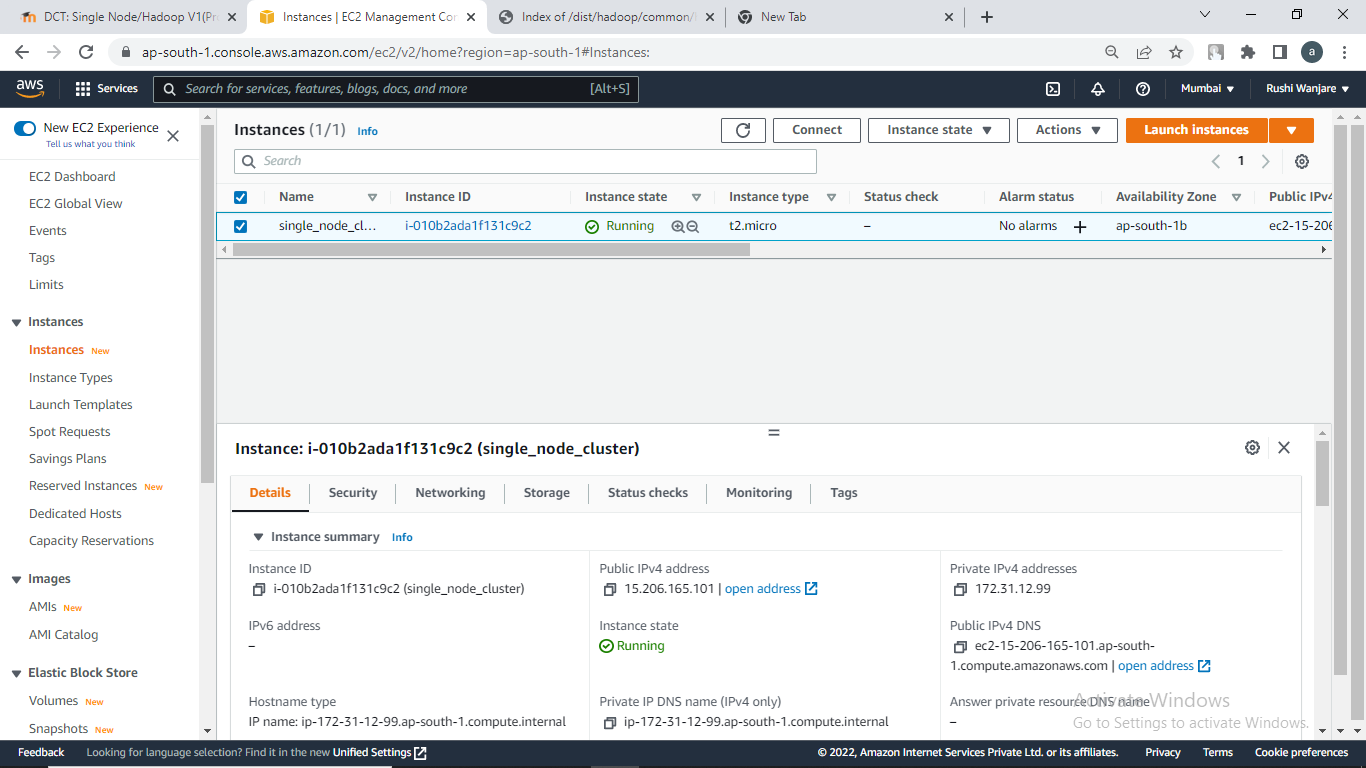 DCT: Single Node/Hadoop V1(Pr
Instances | EC2 Management Con
Index of /dist/hadoop/common/
New Tab
ap-south-1.console.aws.amazon.com/ec2/v2/home?region=ap-south-1#Instances:
a
aws
Services
Search for services, features, blogs, docs, and more
[Alt+S]
Mumbai
Rushi Wanjare
New EC2 Experience
Tell us what you think
EC2 Dashboard
EC2 Global View
Events
Tags
Limits
Instances
Instances New
Instance Types
Launch Templates
Spot Requests
Savings Plans
Reserved Instances New
Dedicated Hosts
Capacity Reservations
Images
AMIs New
AMI Catalog
Elastic Block Store
Volumes New
Snapshots New
Instances (1/1) Info
Connect
Instance state
Actions
Launch instances
Search
1
Name
Instance ID
Instance state
Instance type
Status check
Alarm status
Availability Zone
Public IPv4
single_node_cl...
i-010b2ada1f131c9c2
Running
t2.micro
–
No alarms
ap-south-1b
ec2-15-206
Instance: i-010b2ada1f131c9c2 (single_node_cluster)
Details
Security
Networking
Storage
Status checks
Monitoring
Tags
Instance summary Info
Instance ID
i-010b2ada1f131c9c2 (single_node_cluster)
Public IPv4 address
15.206.165.101 | open address
Private IPv4 addresses
172.31.12.99
IPv6 address
–
Instance state
Running
Public IPv4 DNS
ec2-15-206-165-101.ap-south-
1.compute.amazonaws.com | open address
Hostname type
IP name: ip-172-31-12-99.ap-south-1.compute.internal
Private IP DNS name (IPv4 only)
ip-172-31-12-99.ap-south-1.compute.internal
Answer private resource DNS name
–
Activate Windows
Go to Settings to activate Windows.
Feedback
Looking for language selection? Find it in the new Unified Settings
© 2022, Amazon Internet Services Private Ltd. or its affiliates.
Privacy
Terms
Cookie preferences